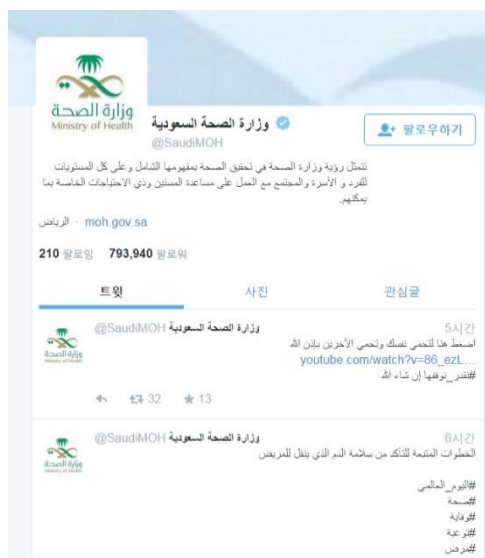 وزارة الصحة
Ministry of Health
وزارة الصحة السعودية
@SaudiMOH
팔로우하기
تتمثل رؤية وزارة الصحة في تحقيق الصحة بمفهومها الشامل وعلى كل المستويات
للفرد و الأسرة والمجتمع مع العمل على مساعدة المسنين وذي الاحتياجات الخاصة بما
يمكنهم.
الرياض · moh.gov.sa
210 팔로잉 793,940 팔로워
트윗 사진 관심글
وزارة الصحة السعودية @SaudiMOH 5시간
اضغط هنا لتحمي نفسك وتحمي الآخرين بإذن الله
youtube.com/watch?v=86_ezL...
#نقدر_نوقفها إن شاء الله
32 13
وزارة الصحة السعودية @SaudiMOH 6시간
الخطوات المتبعة للتأكد من سلامة الدم الذي ينقل للمريض
#اليوم_العالمي
#صحة
#وقاية
#توعية
#مرض